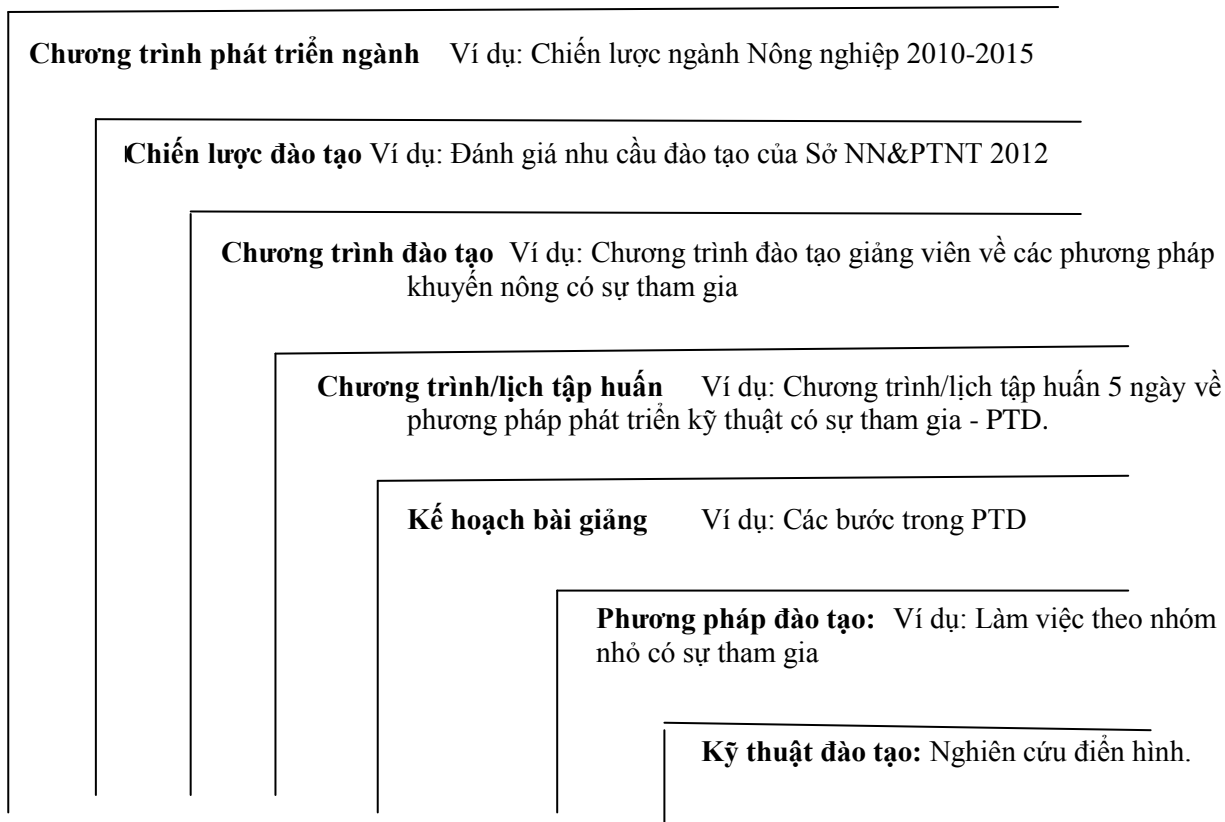 Chương trình phát triển ngành Ví dụ: Chiến lược ngành Nông nghiệp 2010-2015
Chiến lược đào tạo Ví dụ: Đánh giá nhu cầu đào tạo của Sở NN&PTNT 2012
Chương trình đào tạo Ví dụ: Chương trình đào tạo giảng viên về các phương pháp
khuyến nông có sự tham gia
Chương trình/lịch tập huấn Ví dụ: Chương trình/lịch tập huấn 5 ngày về
phương pháp phát triển kỹ thuật có sự tham gia - PTD.
Kế hoạch bài giảng Ví dụ: Các bước trong PTD
Phương pháp đào tạo: Ví dụ: Làm việc theo nhóm
nhỏ có sự tham gia
Kỹ thuật đào tạo: Nghiên cứu điển hình.